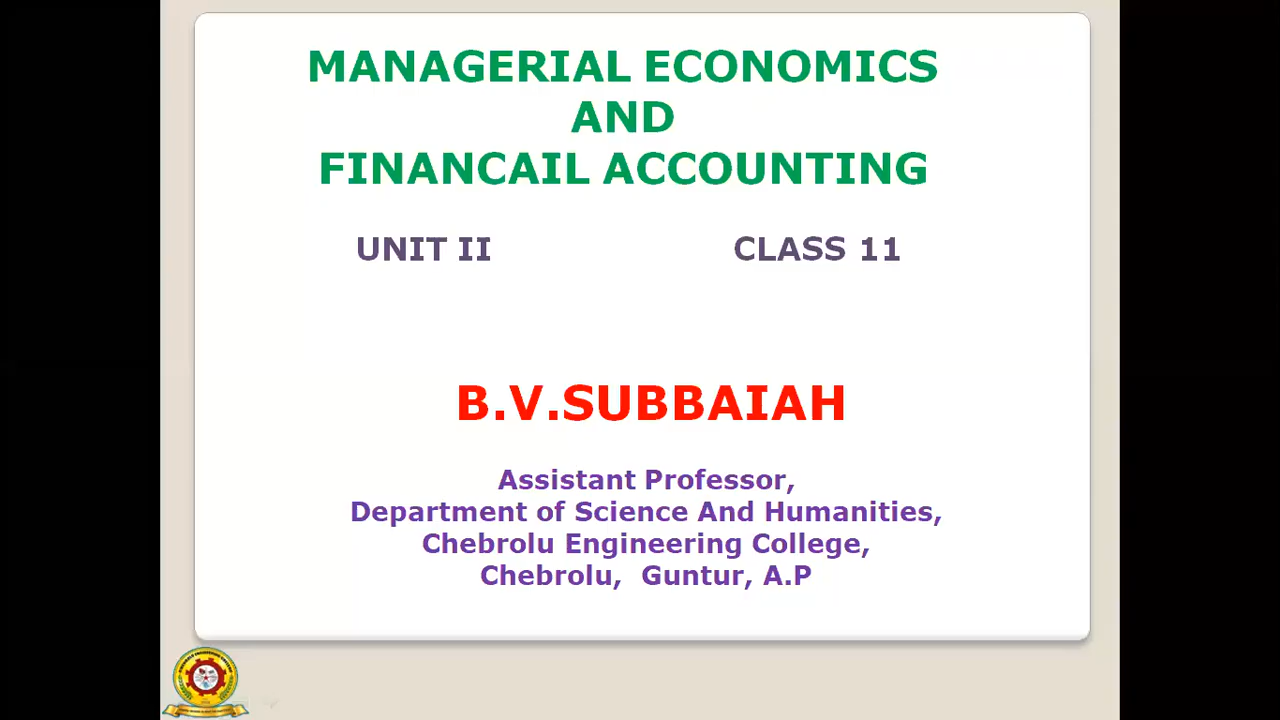 MANAGERIAL ECONOMICS
AND
FINANCAIL ACCOUNTING
UNIT II CLASS 11
B.V.SUBBAIAH
Assistant Professor,
Department of Science And Humanities,
Chebrolu Engineering College,
Chebrolu, Guntur, A.P